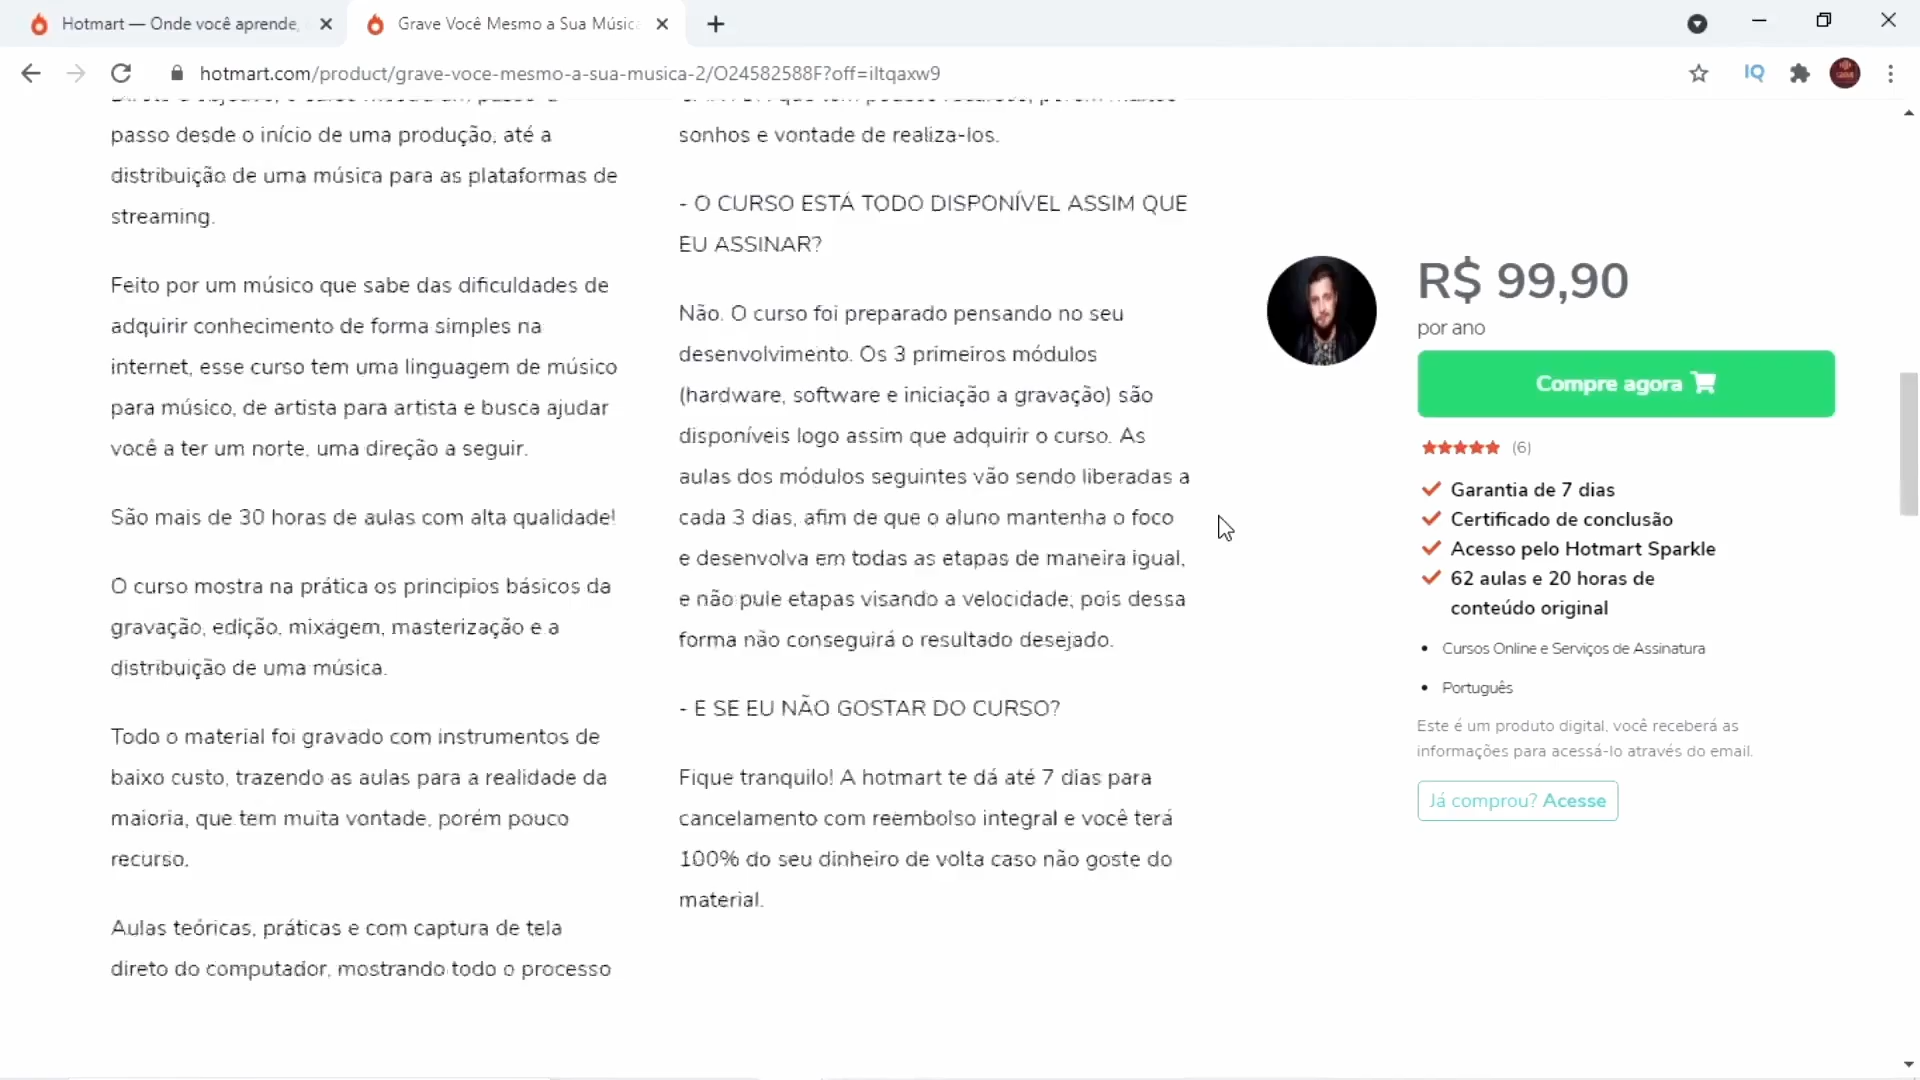 Hotmart — Onde você aprende,
Grave Você Mesmo a Sua Músic
hotmart.com/product/grave-voce-mesmo-a-sua-musica-2/O24582588F?off=iltqaxw9
IQ
passo desde o início de uma produção, até a
distribuição de uma música para as plataformas de
streaming.
Feito por um músico que sabe das dificuldades de
adquirir conhecimento de forma simples na
internet, esse curso tem uma linguagem de músico
para músico, de artista para artista e busca ajudar
você a ter um norte, uma direção a seguir.
São mais de 30 horas de aulas com alta qualidade!
O curso mostra na prática os principios básicos da
gravação, edição, mixagem, masterização e a
distribuição de uma música.
Todo o material foi gravado com instrumentos de
baixo custo, trazendo as aulas para a realidade da
maioria, que tem muita vontade, porém pouco
recurso.
Aulas teóricas, práticas e com captura de tela
direto do computador, mostrando todo o processo
sonhos e vontade de realiza-los.
- O CURSO ESTÁ TODO DISPONÍVEL ASSIM QUE
EU ASSINAR?
Não. O curso foi preparado pensando no seu
desenvolvimento. Os 3 primeiros módulos
(hardware, software e iniciação a gravação) são
disponíveis logo assim que adquirir o curso. As
aulas dos módulos seguintes vão sendo liberadas a
cada 3 dias, afim de que o aluno mantenha o foco
e desenvolva em todas as etapas de maneira igual,
e não pule etapas visando a velocidade, pois dessa
forma não conseguirá o resultado desejado.
- E SE EU NÃO GOSTAR DO CURSO?
Fique tranquilo! A hotmart te dá até 7 dias para
cancelamento com reembolso integral e você terá
100% do seu dinheiro de volta caso não goste do
material.
R$ 99,90
por ano
Compre agora
(6)
Garantia de 7 dias
Certificado de conclusão
Acesso pelo Hotmart Sparkle
62 aulas e 20 horas de
conteúdo original
Cursos Online e Serviços de Assinatura
Português
Este é um produto digital, você receberá as
informações para acessá-lo através do email.
Já comprou? Acesse